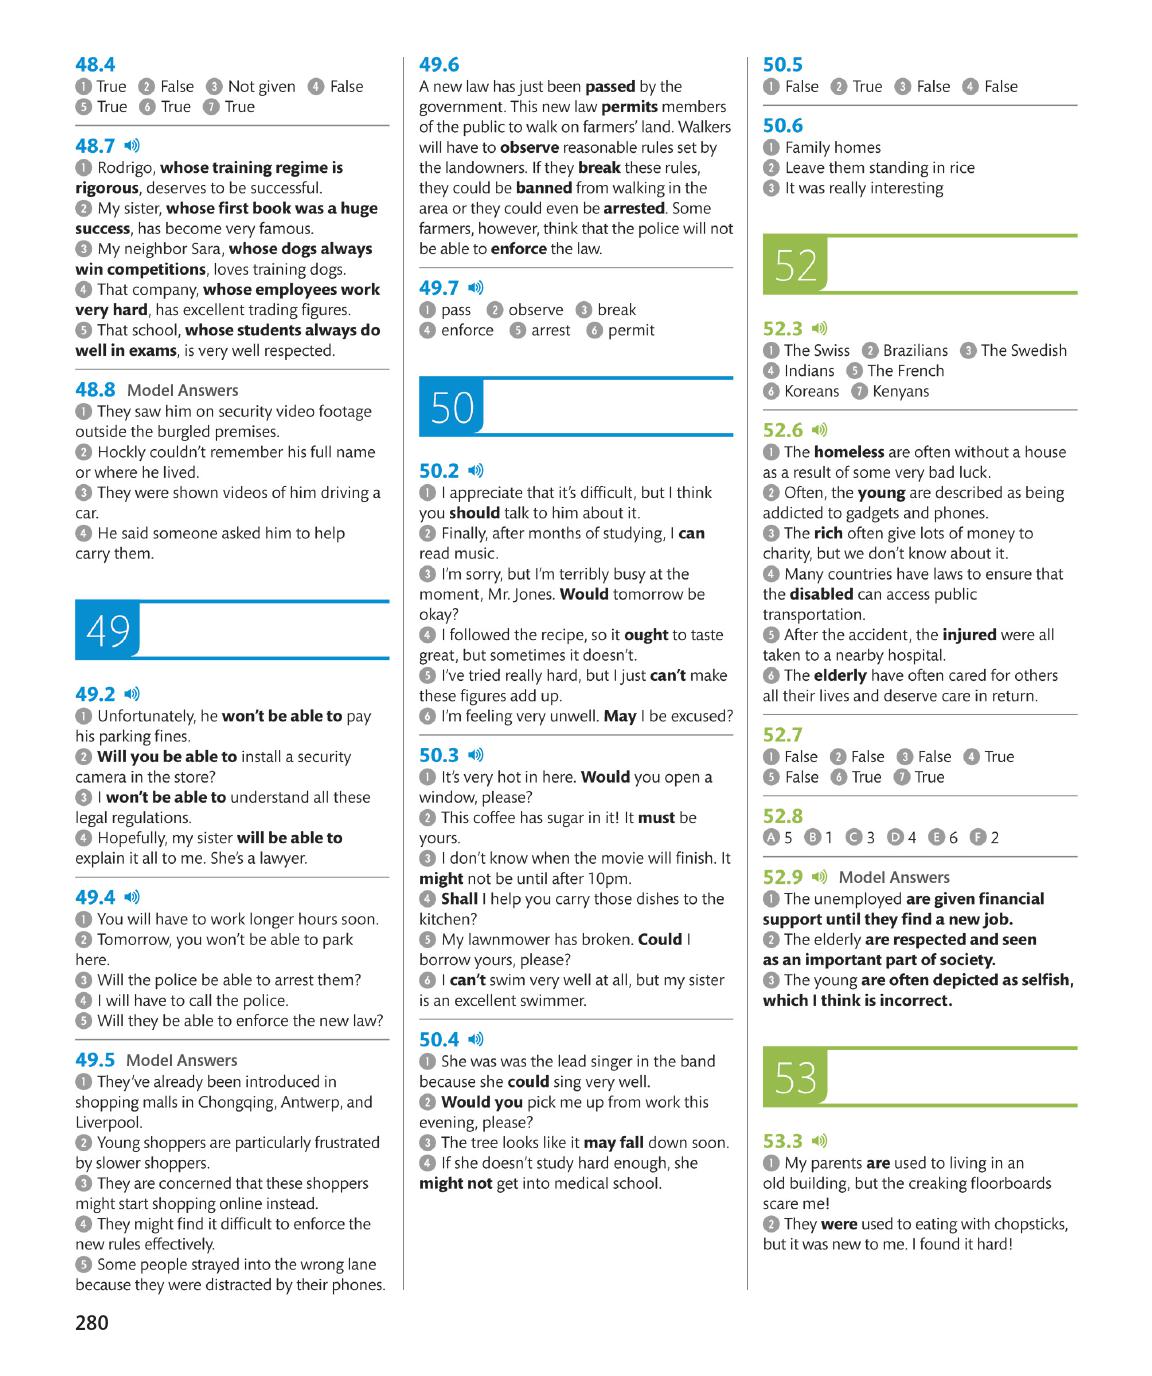 48.4
1 True 2 False 3 Not given 4 False
5 True 6 True 7 True
48.7
1 Rodrigo, whose training regime is
rigorous, deserves to be successful.
2 My sister, whose first book was a huge
success, has become very famous.
3 My neighbor Sara, whose dogs always
win competitions, loves training dogs.
4 That company, whose employees work
very hard, has excellent trading figures.
5 That school, whose students always do
well in exams, is very well respected.
48.8 Model Answers
1 They saw him on security video footage
outside the burgled premises.
2 Hockly couldn't remember his full name
or where he lived.
3 They were shown videos of him driving a
car.
4 He said someone asked him to help
carry them.
49
49.2
1 Unfortunately, he won't be able to pay
his parking fines.
2 Will you be able to install a security
camera in the store?
3 I won't be able to understand all these
legal regulations.
4 Hopefully, my sister will be able to
explain it all to me. She's a lawyer.
49.4
1 You will have to work longer hours soon.
2 Tomorrow, you won't be able to park
here.
3 Will the police be able to arrest them?
4 I will have to call the police.
5 Will they be able to enforce the new law?
49.5 Model Answers
1 They've already been introduced in
shopping malls in Chongqing, Antwerp, and
Liverpool.
2 Young shoppers are particularly frustrated
by slower shoppers.
3 They are concerned that these shoppers
might start shopping online instead.
4 They might find it difficult to enforce the
new rules effectively.
5 Some people strayed into the wrong lane
because they were distracted by their phones.
280
49.6
A new law has just been passed by the
government. This new law permits members
of the public to walk on farmers' land. Walkers
will have to observe reasonable rules set by
the landowners. If they break these rules,
they could be banned from walking in the
area or they could even be arrested. Some
farmers, however, think that the police will not
be able to enforce the law.
49.7
1 pass 2 observe 3 break
4 enforce 5 arrest 6 permit
50
50.2
1 I appreciate that it's difficult, but I think
you should talk to him about it.
2 Finally, after months of studying, I can
read music.
3 I'm sorry, but I'm terribly busy at the
moment, Mr. Jones. Would tomorrow be
okay?
4 I followed the recipe, so it ought to taste
great, but sometimes it doesn't.
5 I've tried really hard, but I just can't make
these figures add up.
6 I'm feeling very unwell. May I be excused?
50.3
1 It's very hot in here. Would you open a
window, please?
2 This coffee has sugar in it! It must be
yours.
3 I don't know when the movie will finish. It
might not be until after 10pm.
4 Shall I help you carry those dishes to the
kitchen?
5 My lawnmower has broken. Could I
borrow yours, please?
6 I can't swim very well at all, but my sister
is an excellent swimmer.
50.4
1 She was was the lead singer in the band
because she could sing very well.
2 Would you pick me up from work this
evening, please?
3 The tree looks like it may fall down soon.
4 If she doesn't study hard enough, she
might not get into medical school.
50.5
1 False 2 True 3 False 4 False
50.6
1 Family homes
2 Leave them standing in rice
3 It was really interesting
52
52.3
1 The Swiss 2 Brazilians 3 The Swedish
4 Indians 5 The French
6 Koreans 7 Kenyans
52.6
1 The homeless are often without a house
as a result of some very bad luck.
2 Often, the young are described as being
addicted to gadgets and phones.
3 The rich often give lots of money to
charity, but we don't know about it.
4 Many countries have laws to ensure that
the disabled can access public
transportation.
5 After the accident, the injured were all
taken to a nearby hospital.
6 The elderly have often cared for others
all their lives and deserve care in return.
52.7
1 False 2 False 3 False 4 True
5 False 6 True 7 True
52.8
A 5 B 1 C 3 D 4 E 6 F 2
52.9 Model Answers
1 The unemployed are given financial
support until they find a new job.
2 The elderly are respected and seen
as an important part of society.
3 The young are often depicted as selfish,
which I think is incorrect.
53
53.3
1 My parents are used to living in an
old building, but the creaking floorboards
scare me!
2 They were used to eating with chopsticks,
but it was new to me. I found it hard!